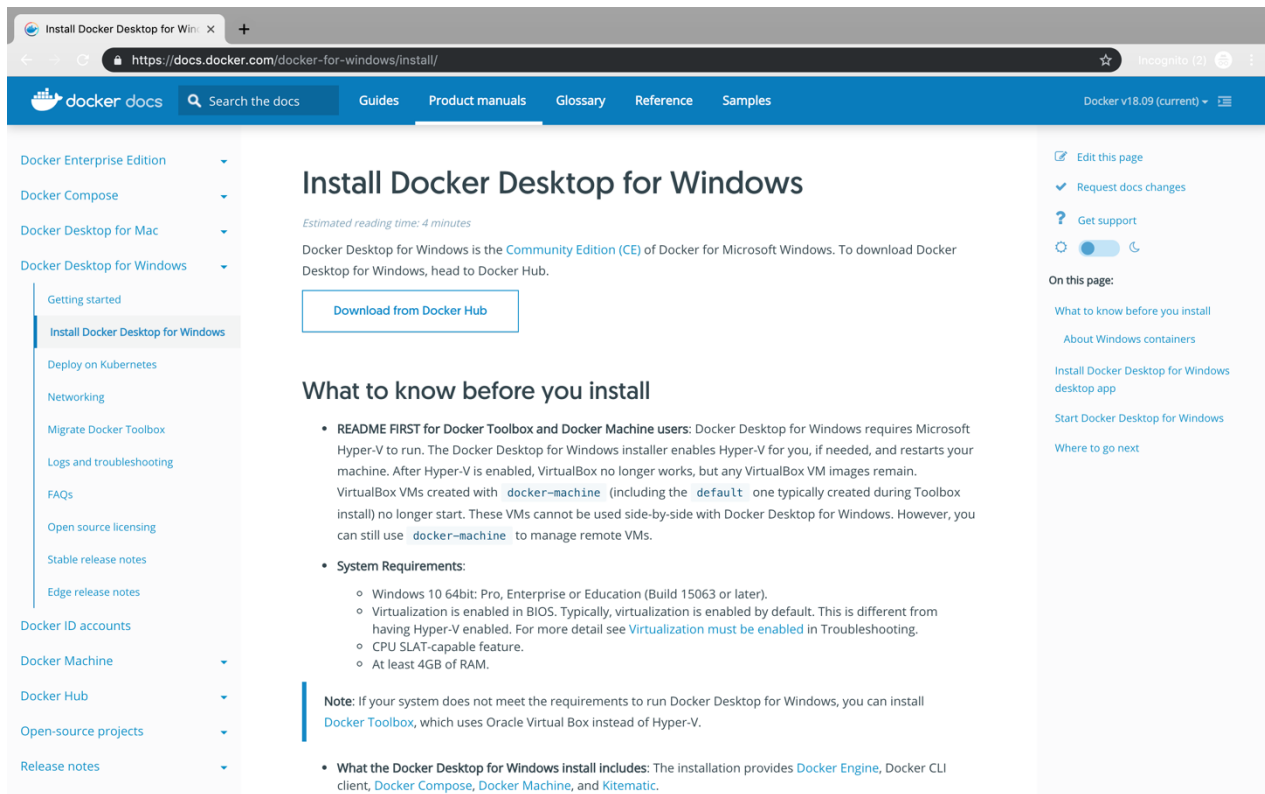 Install Docker Desktop for Win
https://docs.docker.com/docker-for-windows/install/
Incognito (2)
docker docs
Search the docs
Guides
Product manuals
Glossary
Reference
Samples
Docker v18.09 (current)
Docker Enterprise Edition
Docker Compose
Docker Desktop for Mac
Docker Desktop for Windows
Getting started
Install Docker Desktop for Windows
Deploy on Kubernetes
Networking
Migrate Docker Toolbox
Logs and troubleshooting
FAQs
Open source licensing
Stable release notes
Edge release notes
Docker ID accounts
Docker Machine
Docker Hub
Open-source projects
Release notes
Install Docker Desktop for Windows
Estimated reading time: 4 minutes
Docker Desktop for Windows is the Community Edition (CE) of Docker for Microsoft Windows. To download Docker
Desktop for Windows, head to Docker Hub.
Download from Docker Hub
What to know before you install
• README FIRST for Docker Toolbox and Docker Machine users: Docker Desktop for Windows requires Microsoft
Hyper-V to run. The Docker Desktop for Windows installer enables Hyper-V for you, if needed, and restarts your
machine. After Hyper-V is enabled, VirtualBox no longer works, but any VirtualBox VM images remain.
VirtualBox VMs created with docker-machine (including the default one typically created during Toolbox
install) no longer start. These VMs cannot be used side-by-side with Docker Desktop for Windows. However, you
can still use docker-machine to manage remote VMs.
• System Requirements:
Windows 10 64bit: Pro, Enterprise or Education (Build 15063 or later).
Virtualization is enabled in BIOS. Typically, virtualization is enabled by default. This is different from
having Hyper-V enabled. For more detail see Virtualization must be enabled in Troubleshooting.
CPU SLAT-capable feature.
At least 4GB of RAM.
Note: If your system does not meet the requirements to run Docker Desktop for Windows, you can install
Docker Toolbox, which uses Oracle Virtual Box instead of Hyper-V.
• What the Docker Desktop for Windows install includes: The installation provides Docker Engine, Docker CLI
client, Docker Compose, Docker Machine, and Kitematic.
Edit this page
Request docs changes
Get support
On this page:
What to know before you install
About Windows containers
Install Docker Desktop for Windows
desktop app
Start Docker Desktop for Windows
Where to go next